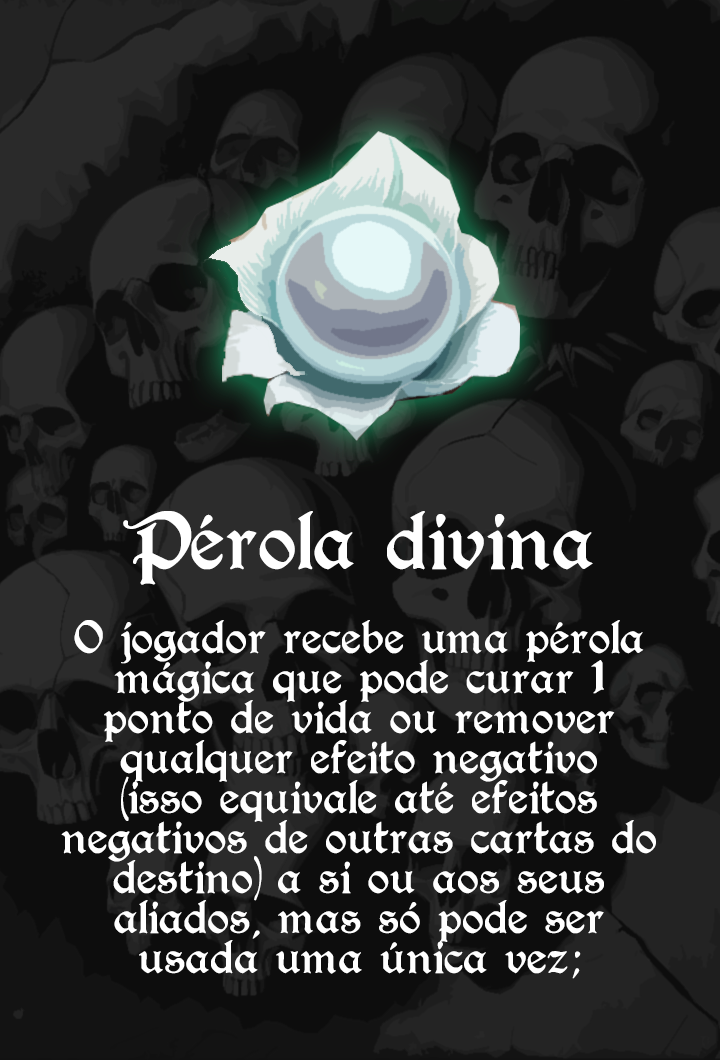 Pérola divina
O jogador recebe uma pérola
mágica que pode curar 1
ponto de vida ou remover
qualquer efeito negativo
(isso equivale até efeitos
negativos de outras cartas do
destino) a si ou aos seus
aliados, mas só pode ser
usada uma única vez;